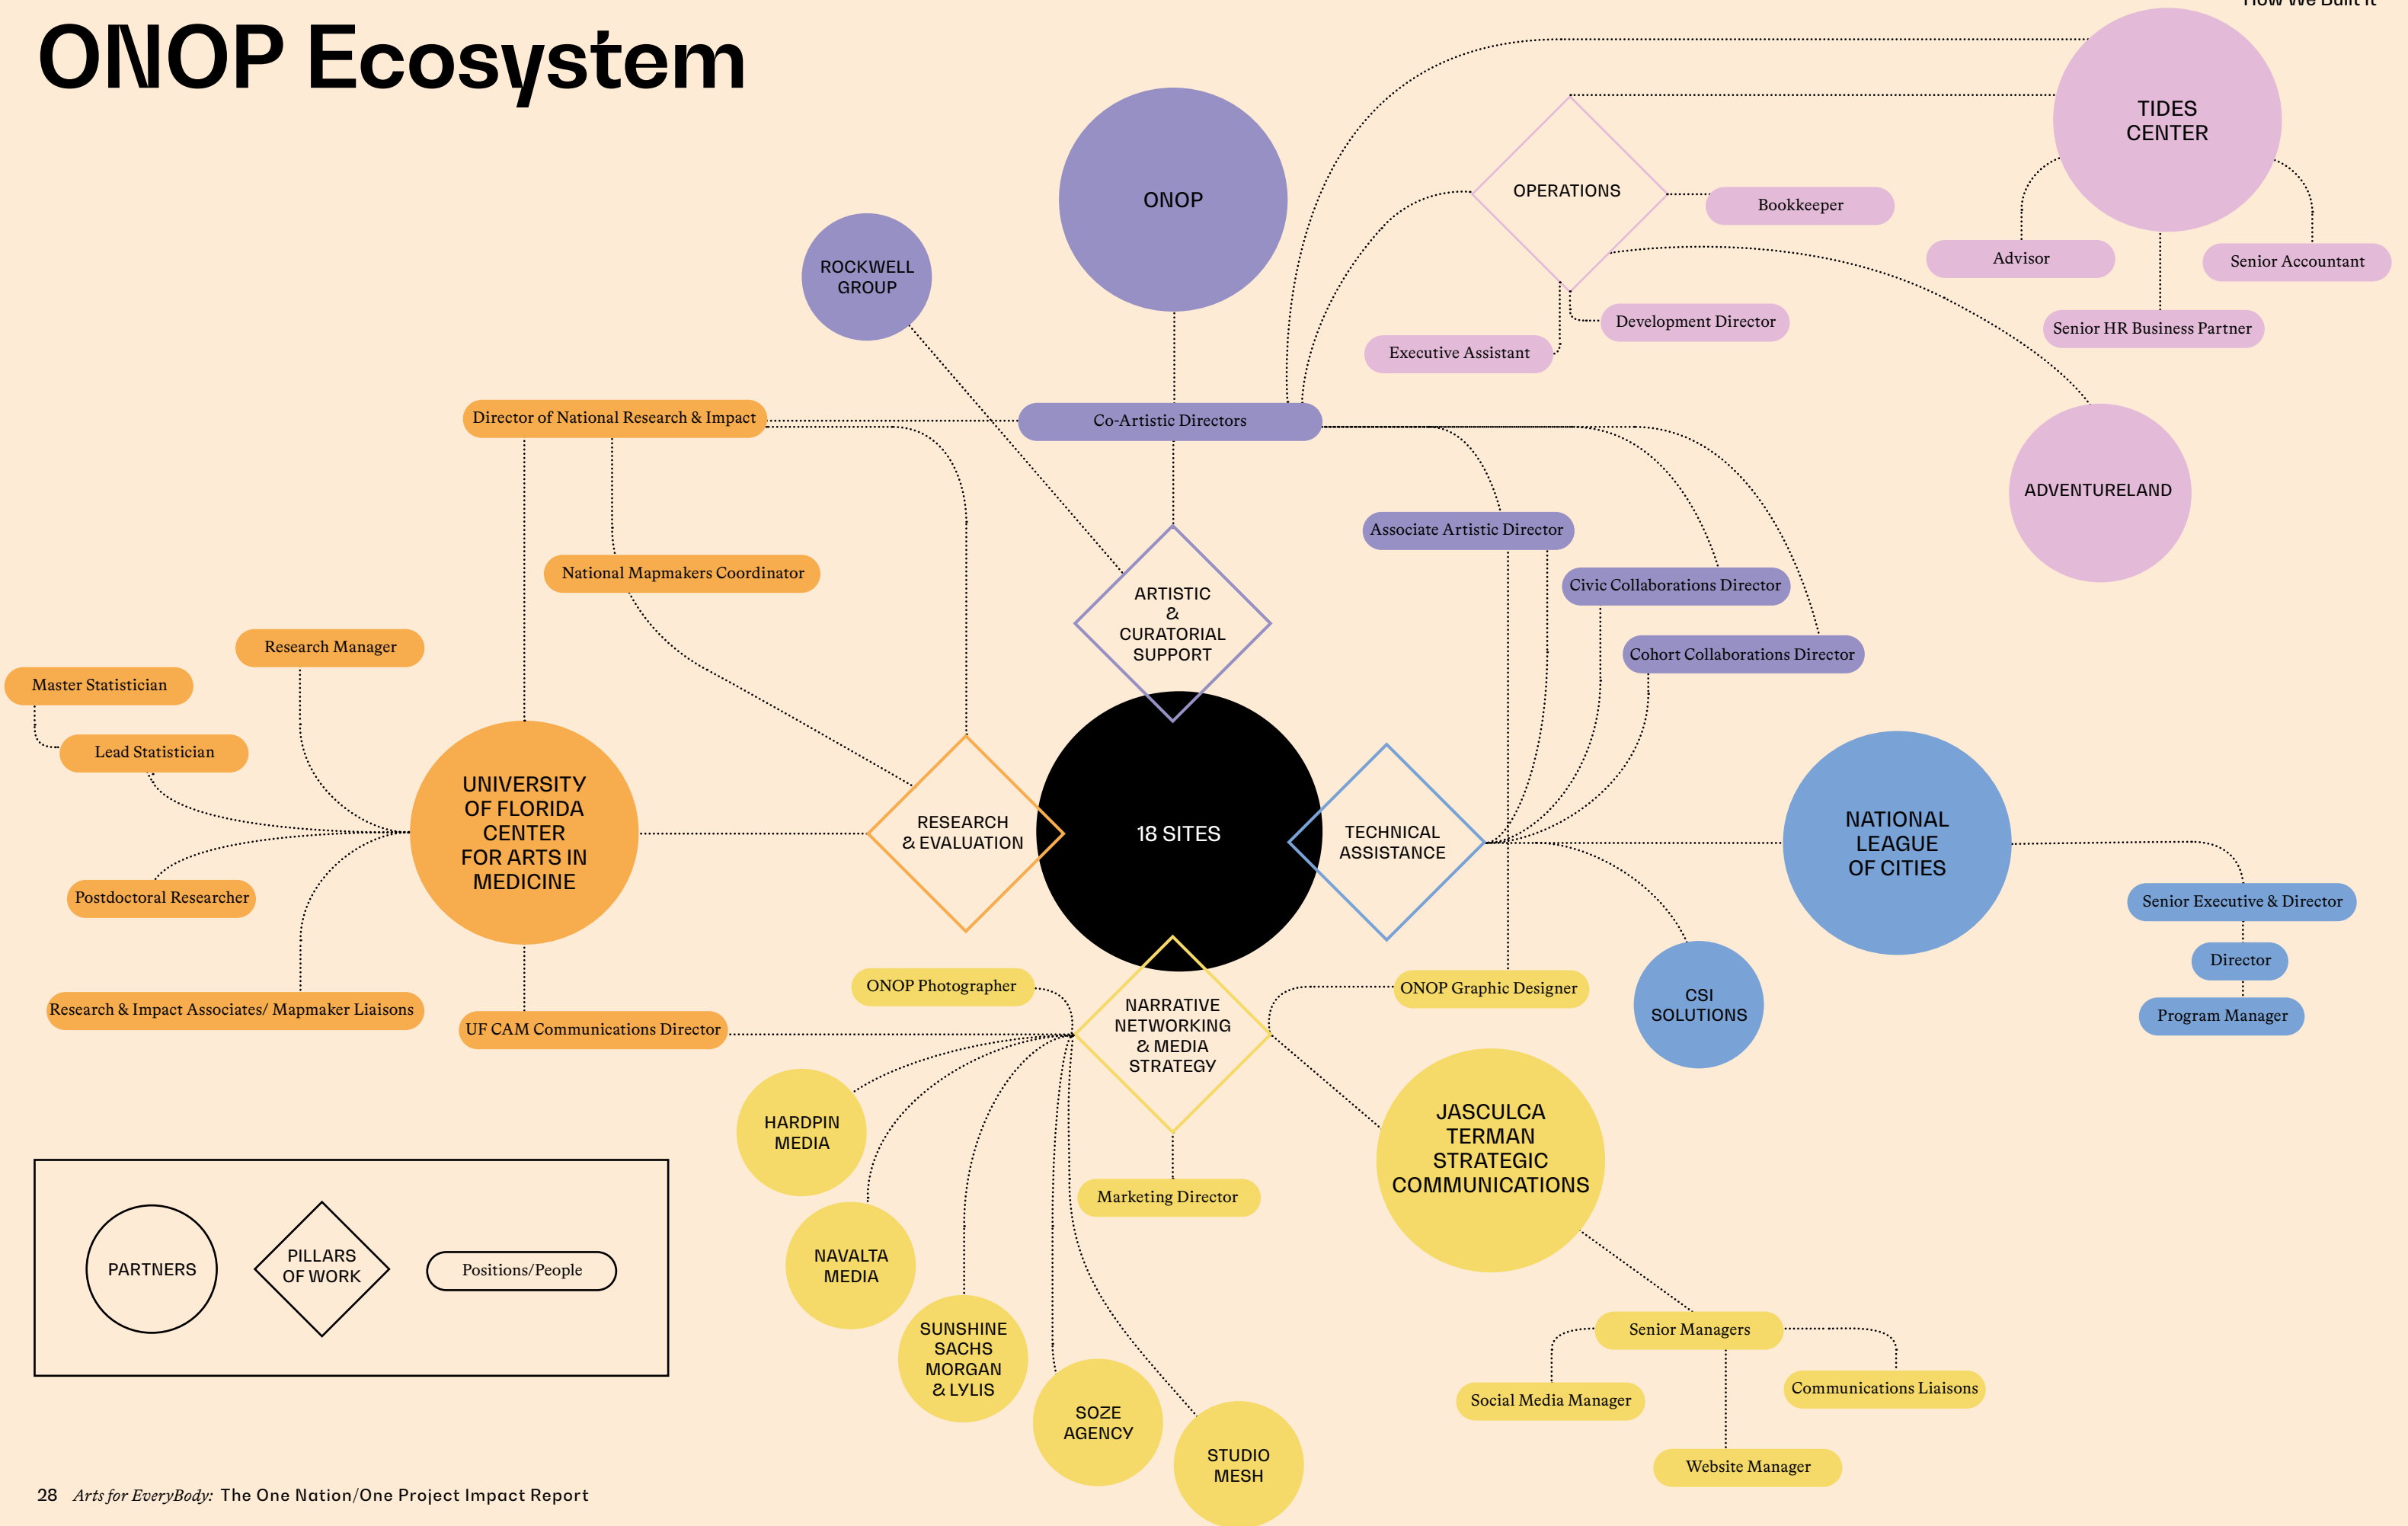 How We Built It
ONOP Ecosystem
TIDES
CENTER
ONOP
OPERATIONS
Bookkeeper
Advisor
Senior Accountant
ROCKWELL
GROUP
Development Director
Senior HR Business Partner
Executive Assistant
Director of National Research & Impact
Co-Artistic Directors
ADVENTURELAND
Associate Artistic Director
National Mapmakers Coordinator
Civic Collaborations Director
ARTISTIC
&
CURATORIAL
SUPPORT
Cohort Collaborations Director
Research Manager
Master Statistician
Lead Statistician
UNIVERSITY
OF FLORIDA
CENTER
FOR ARTS IN
MEDICINE
RESEARCH
& EVALUATION
18 SITES
TECHNICAL
ASSISTANCE
NATIONAL
LEAGUE
OF CITIES
Postdoctoral Researcher
Senior Executive & Director
Director
Program Manager
Research & Impact Associates/ Mapmaker Liaisons
UF CAM Communications Director
ONOP Photographer
NARRATIVE
NETWORKING
& MEDIA
STRATEGY
ONOP Graphic Designer
CSI
SOLUTIONS
HARDPIN
MEDIA
JASCULCA
TERMAN
STRATEGIC
COMMUNICATIONS
Marketing Director
NAVALTA
MEDIA
SUNSHINE
SACHS
MORGAN
& LYLIS
SOZE
AGENCY
STUDIO
MESH
Senior Managers
Social Media Manager
Communications Liaisons
Website Manager
PARTNERS
PILLARS
OF WORK
Positions/People
28 Arts for EveryBody: The One Nation/One Project Impact Report